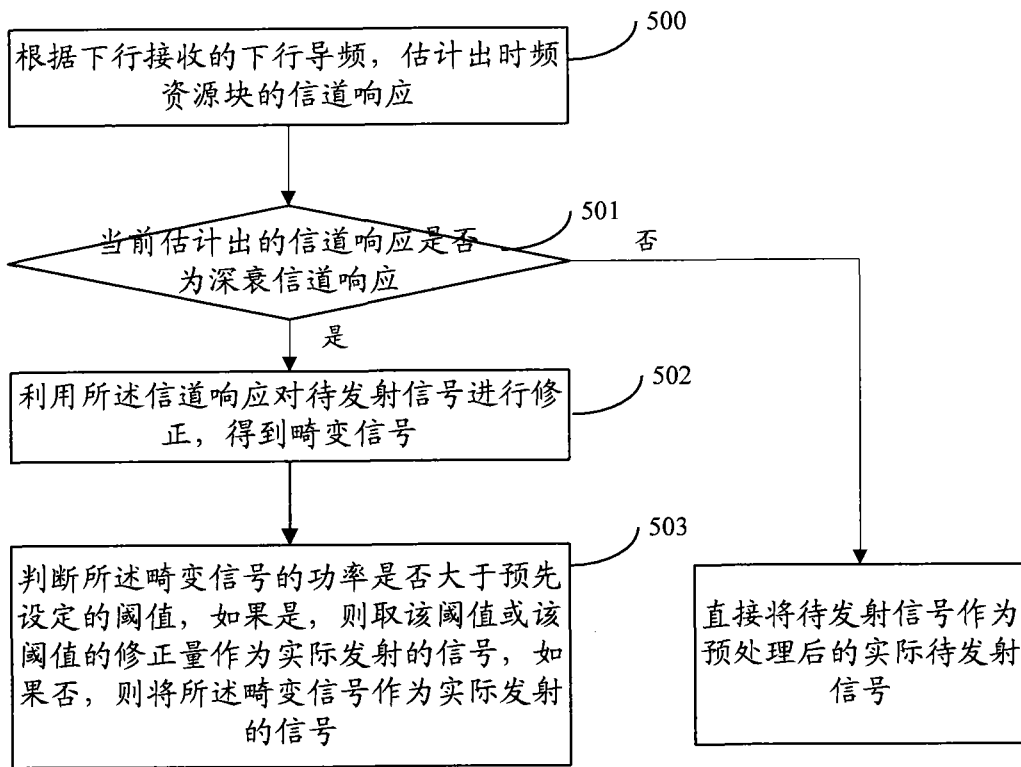 500
根据下行接收的下行导频，估计出时频
资源块的信道响应
501
当前估计出的信道响应是否
为深衰信道响应
否
是
502
利用所述信道响应对待发射信号进行修
正，得到畸变信号
503
判断所述畸变信号的功率是否大于预先
设定的阈值，如果是，则取该阈值或该
阈值的修正量作为实际发射的信号，如
果否，则将所述畸变信号作为实际发射
的信号
直接将待发射信号作为
预处理后的实际待发射
信号